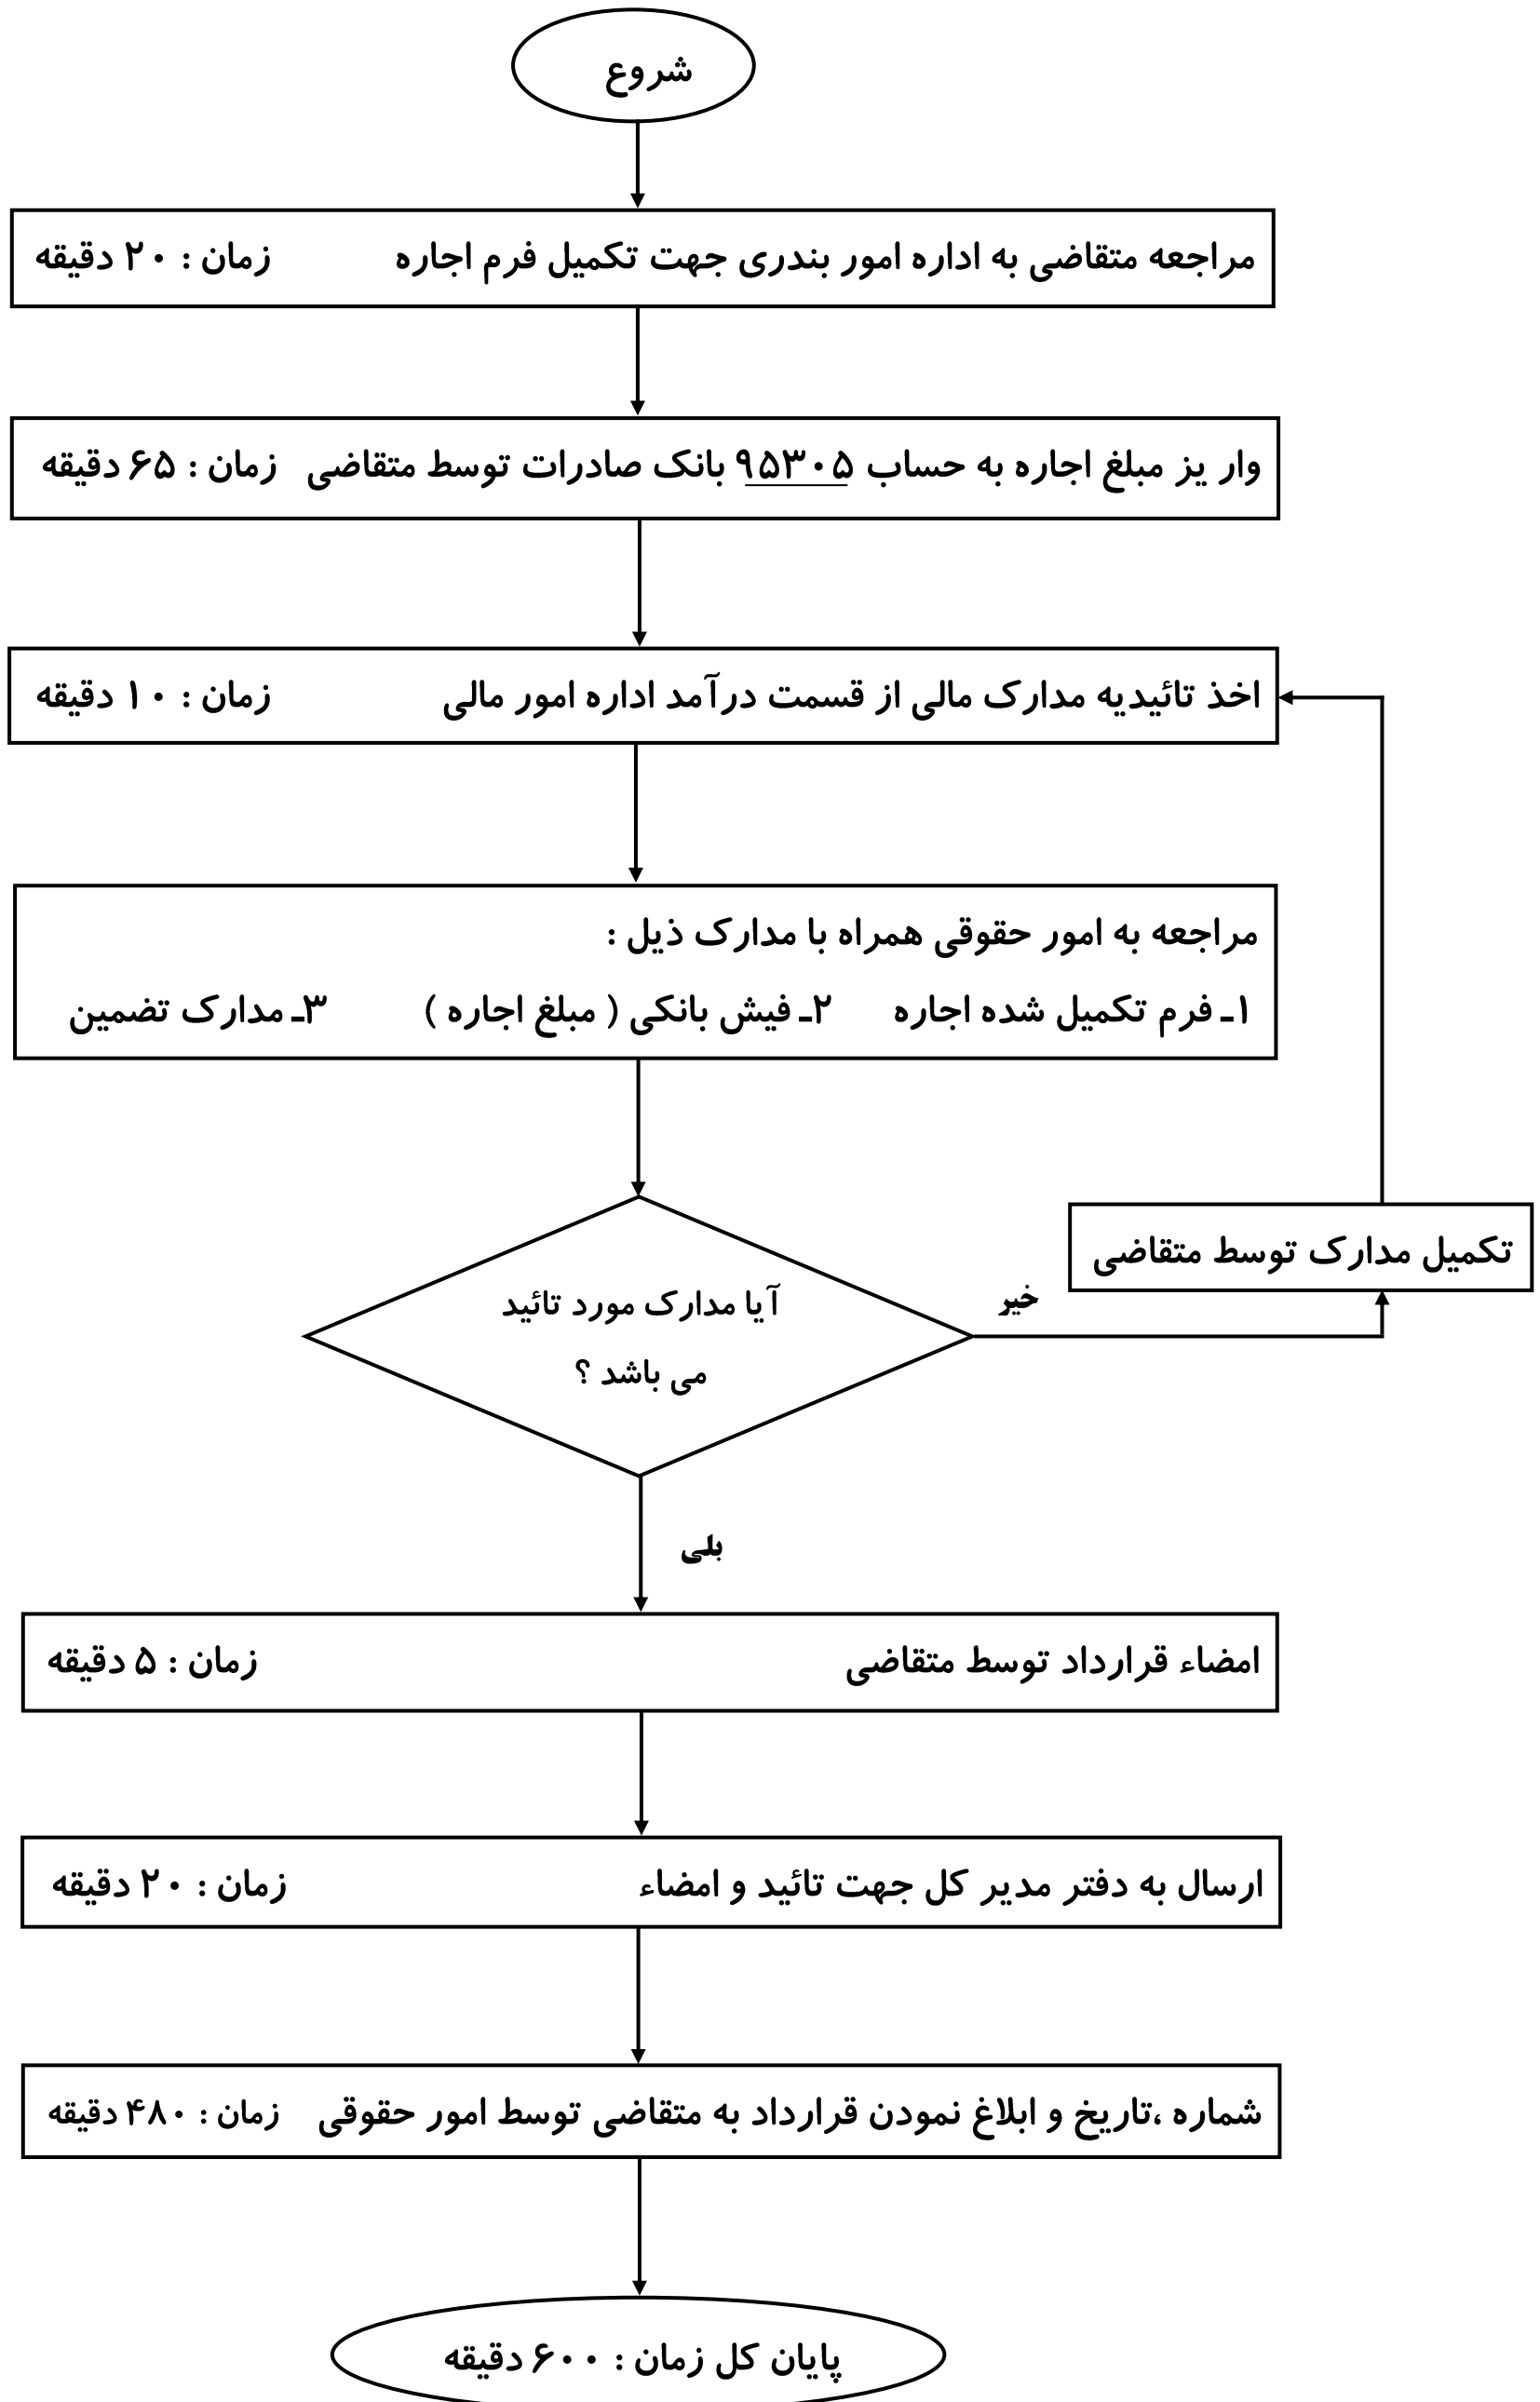 شروع
مراجعه متقاضی به اداره امور بندری جهت تکمیل فرم اجاره زمان : ۲۰ دقیقه
وار یز مبلغ اجاره به حساب ۹۵۳۰۵ بانک صادرات توسط متقاضی زمان : ۶۵ دقیقه
اخذ تائیدیه مدارک مالی از قسمت درآمد اداره امور مالی زمان : ۱۰ دقیقه
مراجعه به امور حقوقی همراه با مدارک ذیل :
۱ـ فرم تکمیل شده اجاره ۲ـ فیش بانکی ( مبلغ اجاره ) ۳ـ مدارک تضمین
تکمیل مدارک توسط متقاضی
آیا مدارک مورد تائید
می باشد ؟
خیر
بلی
امضاء قرارداد توسط متقاضی زمان : ۵ دقیقه
ارسال به دفتر مدیر کل جهت تائید و امضاء زمان : ۲۰ دقیقه
شماره ،تاریخ و ابلاغ نمودن قرارداد به متقاضی توسط امور حقوقی زمان : ۴۸۰ دقیقه
پایان کل زمان : ۶۰۰ دقیقه